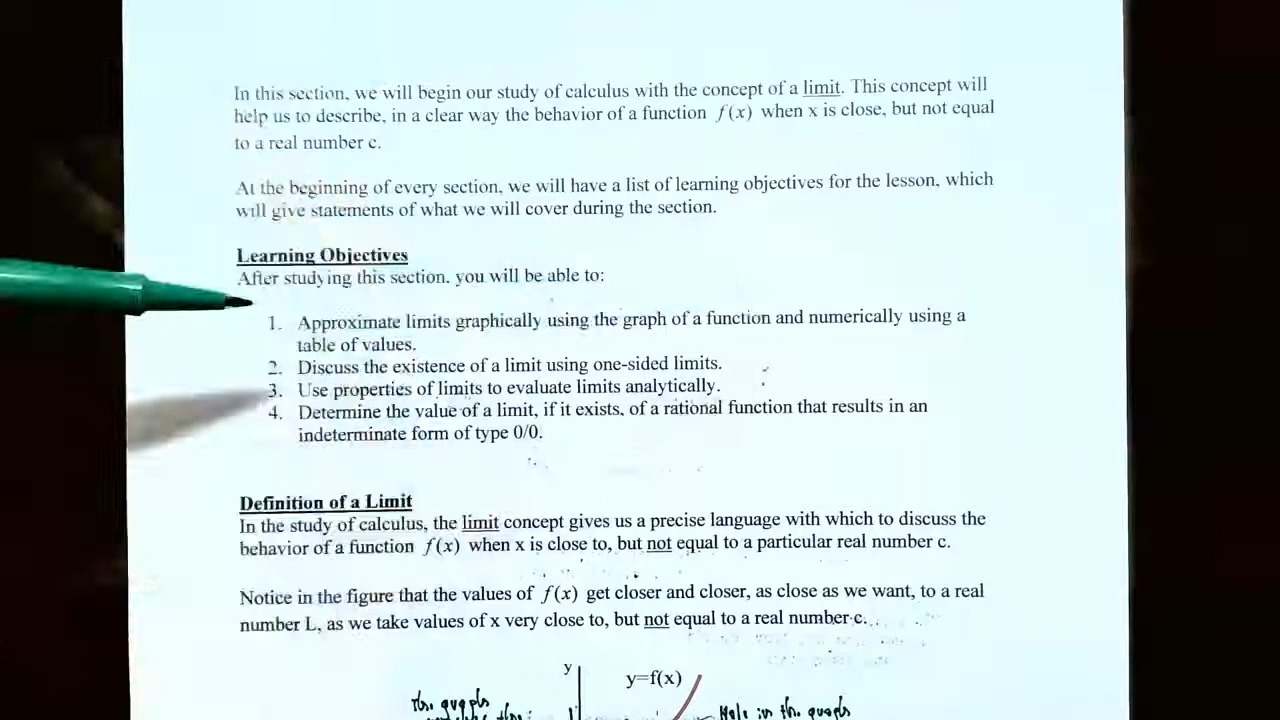 In this section, we will begin our study of calculus with the concept of a limit. This concept will
help us to describe, in a clear way the behavior of a function f(x) when x is close, but not equal
to a real number c.
At the beginning of every section, we will have a list of learning objectives for the lesson, which
will give statements of what we will cover during the section.
Learning Objectives
After studying this section, you will be able to:
1. Approximate limits graphically using the graph of a function and numerically using a
table of values.
2. Discuss the existence of a limit using one-sided limits.
3. Use properties of limits to evaluate limits analytically.
4. Determine the value of a limit, if it exists, of a rational function that results in an
indeterminate form of type 0/0.
Definition of a Limit
In the study of calculus, the limit concept gives us a precise language with which to discuss the
behavior of a function f(x) when x is close to, but not equal to a particular real number c.
Notice in the figure that the values of f(x) get closer and closer, as close as we want, to a real
number L, as we take values of x very close to, but not equal to a real number c.
y
y=f(x)
the graph
Hole in the graph